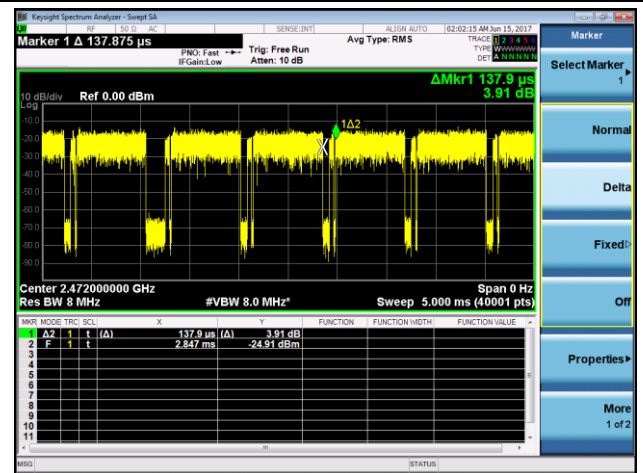 Keysight Spectrum Analyzer - Swept SA
RF 50 Ω AC SENSE:INT ALIGN AUTO 02:02:15 AM Jun 15, 2017
Marker 1 Δ 137.875 µs
PNO: Fast
IFGain:Low
Trig: Free Run
Atten: 10 dB
Avg Type: RMS
TRACE 1 2 3 4 5 6
TYPE WWWWWW
DET A NNNNN
ΔMkr1 137.9 µs
3.91 dB
10 dB/div Ref 0.00 dBm
Log
-10.0
-20.0
-30.0
-40.0
-50.0
-60.0
-70.0
-80.0
-90.0
1Δ2
X
Center 2.472000000 GHz Span 0 Hz
Res BW 8 MHz #VBW 8.0 MHz* Sweep 5.000 ms (40001 pts)
MKR MODE TRC SCL X Y FUNCTION FUNCTION WIDTH FUNCTION VALUE
1 Δ2 1 t (Δ) 137.9 µs (Δ) 3.91 dB
2 F 1 t 2.847 ms -24.91 dBm
3
4
5
6
7
8
9
10
11
MSG STATUS
Marker
Select Marker
1
Normal
Delta
Fixed
Off
Properties
More
1 of 2